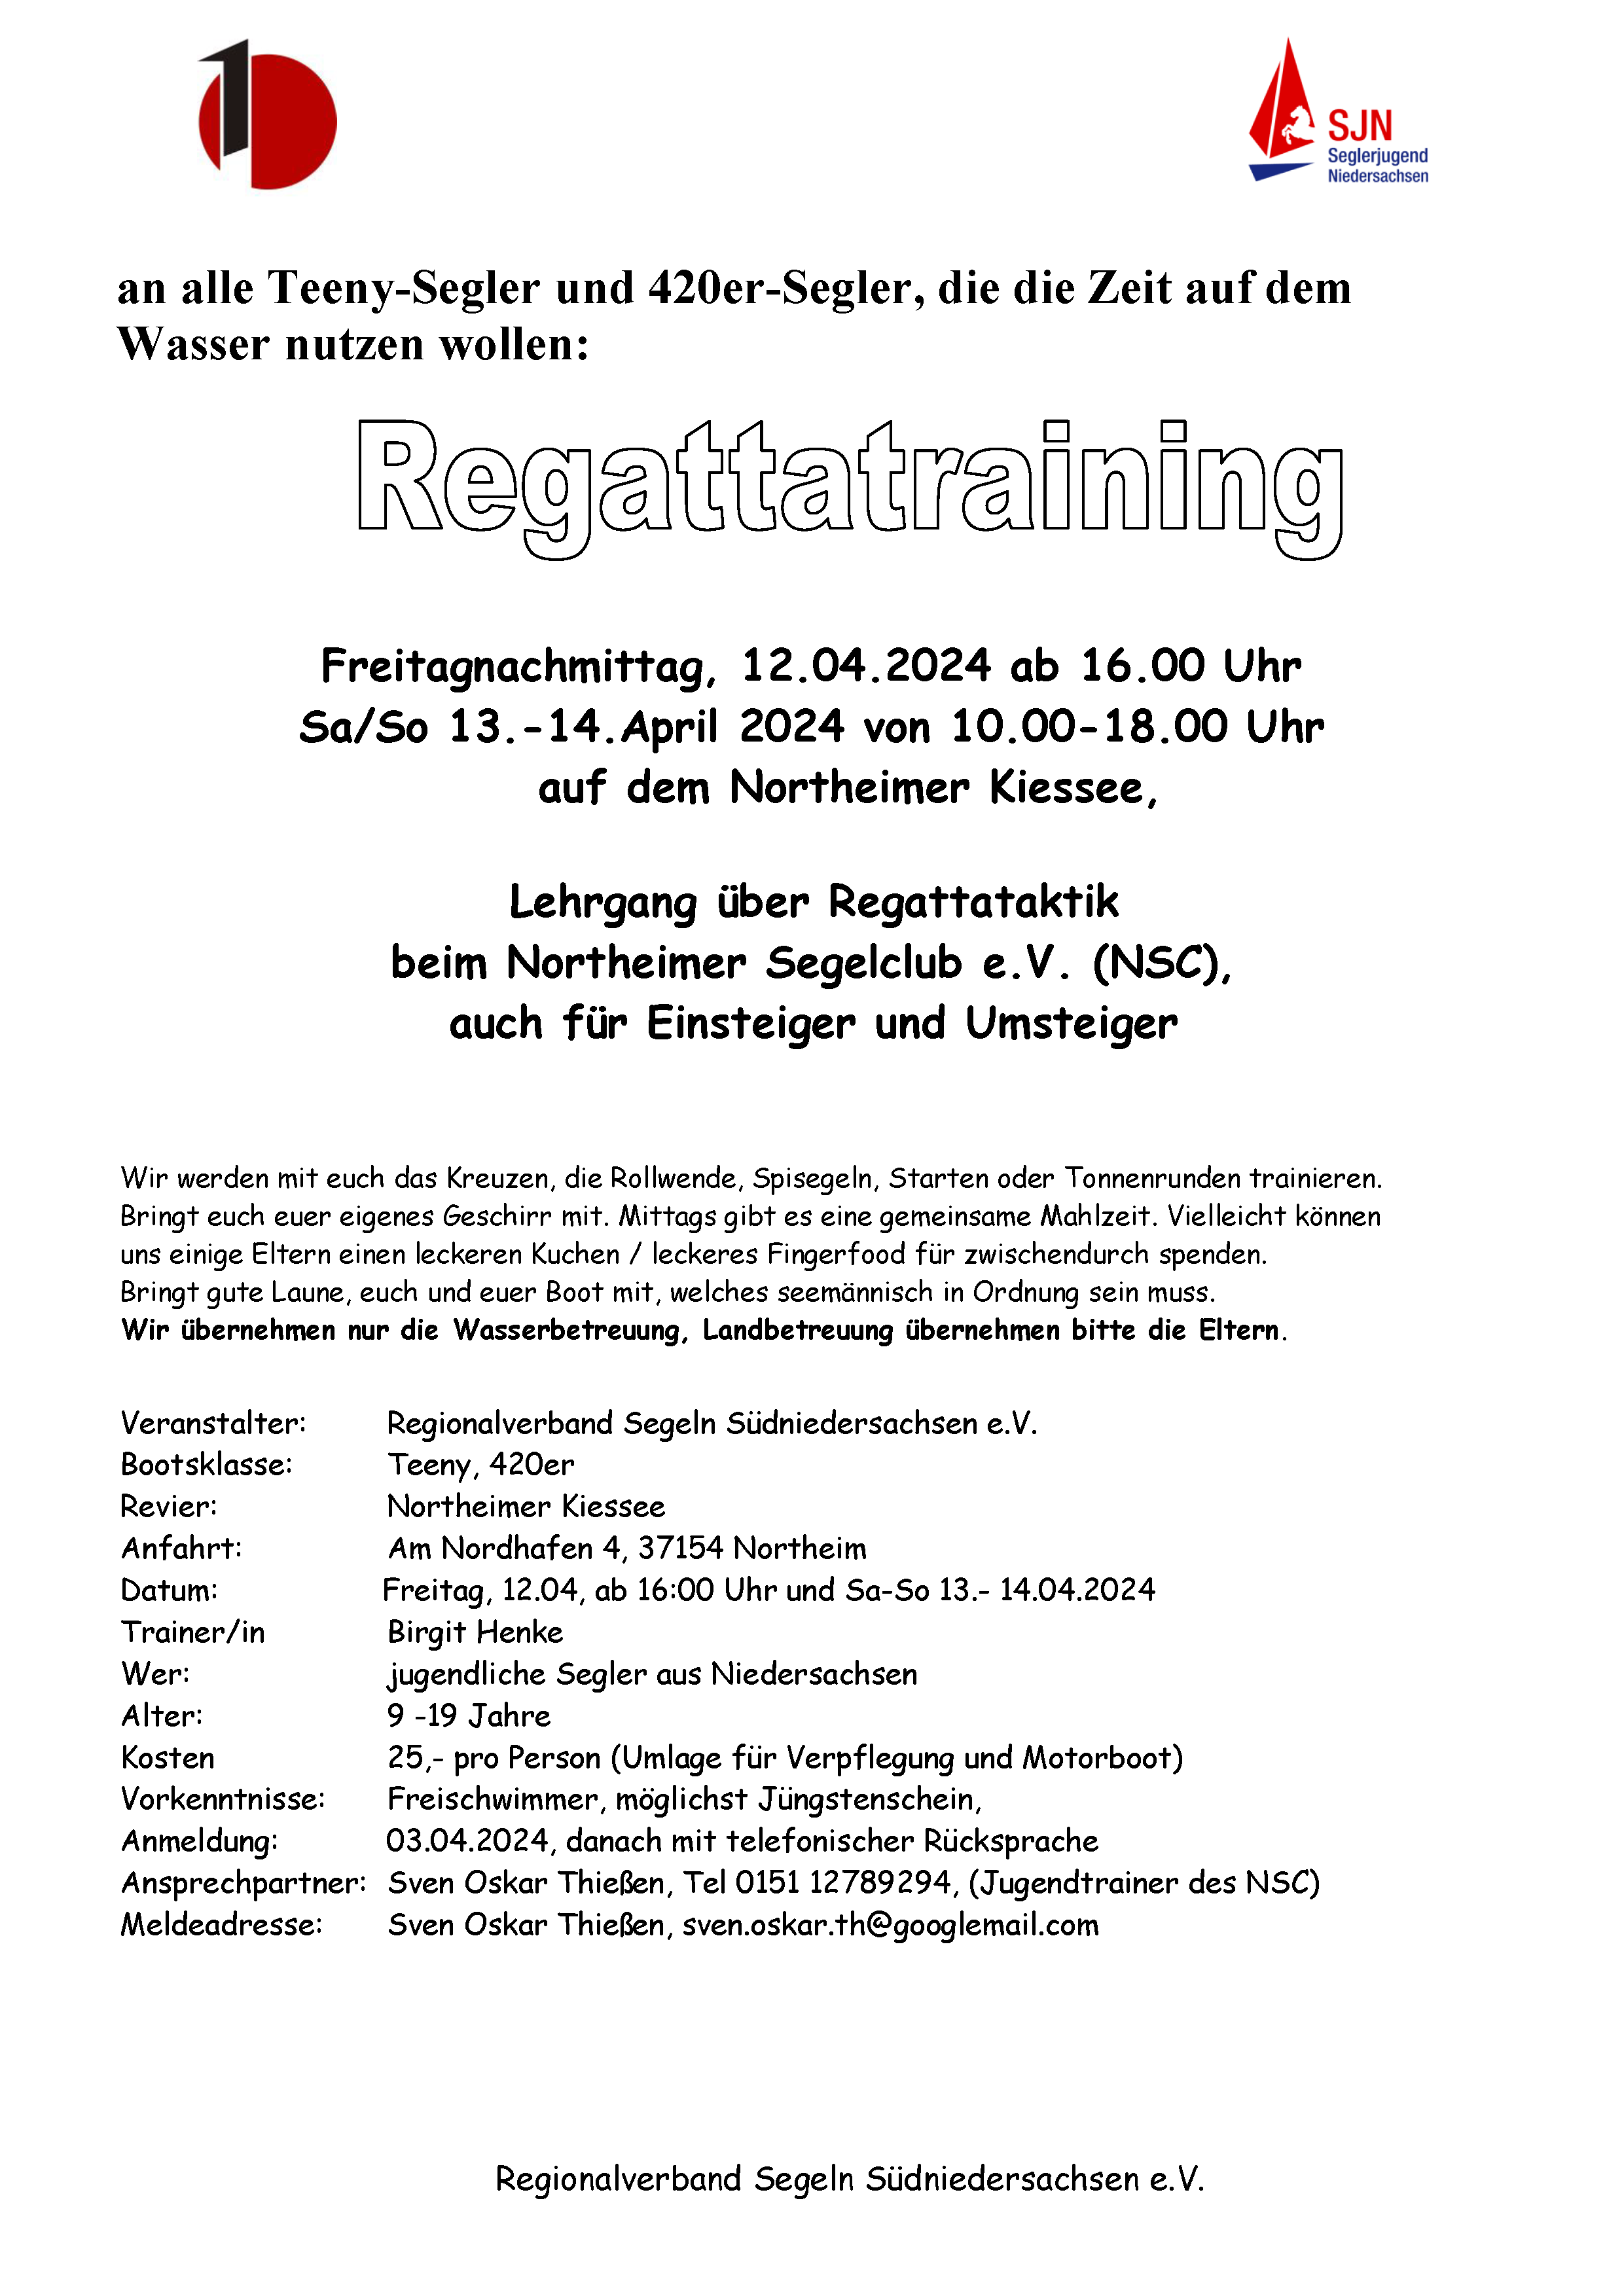 SJN
Seglerjugend
Niedersachsen
an alle Teeny-Segler und 420er-Segler, die die Zeit auf dem
Wasser nutzen wollen:
Regattatraining
Freitagnachmittag, 12.04.2024 ab 16.00 Uhr
Sa/So 13.-14.April 2024 von 10.00-18.00 Uhr
auf dem Northeimer Kiessee,
Lehrgang über Regattataktik
beim Northeimer Segelclub e.V. (NSC),
auch für Einsteiger und Umsteiger
Wir werden mit euch das Kreuzen, die Rollwende, Spisegeln, Starten oder Tonnenrunden trainieren.
Bringt euch euer eigenes Geschirr mit. Mittags gibt es eine gemeinsame Mahlzeit. Vielleicht können
uns einige Eltern einen leckeren Kuchen / leckeres Fingerfood für zwischendurch spenden.
Bringt gute Laune, euch und euer Boot mit, welches seemännisch in Ordnung sein muss.
Wir übernehmen nur die Wasserbetreuung, Landbetreuung übernehmen bitte die Eltern.
Veranstalter: Regionalverband Segeln Südniedersachsen e.V.
Bootsklasse: Teeny, 420er
Revier: Northeimer Kiessee
Anfahrt: Am Nordhafen 4, 37154 Northeim
Datum: Freitag, 12.04, ab 16:00 Uhr und Sa-So 13.- 14.04.2024
Trainer/in Birgit Henke
Wer: jugendliche Segler aus Niedersachsen
Alter: 9 -19 Jahre
Kosten 25,- pro Person (Umlage für Verpflegung und Motorboot)
Vorkenntnisse: Freischwimmer, möglichst Jüngstenschein,
Anmeldung: 03.04.2024, danach mit telefonischer Rücksprache
Ansprechpartner: Sven Oskar Thießen, Tel 0151 12789294, (Jugendtrainer des NSC)
Meldeadresse: Sven Oskar Thießen, sven.oskar.th@googlemail.com
Regionalverband Segeln Südniedersachsen e.V.